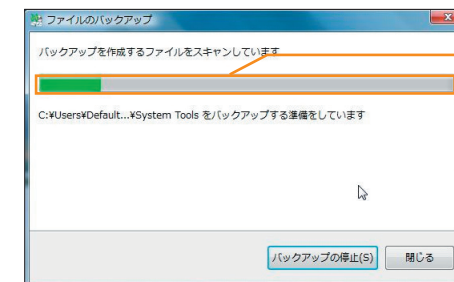 ファイルのバックアップ
バックアップを作成するファイルをスキャンしています
C:¥Users¥Default...¥System Tools をバックアップする準備をしています
バックアップの停止(S)
閉じる